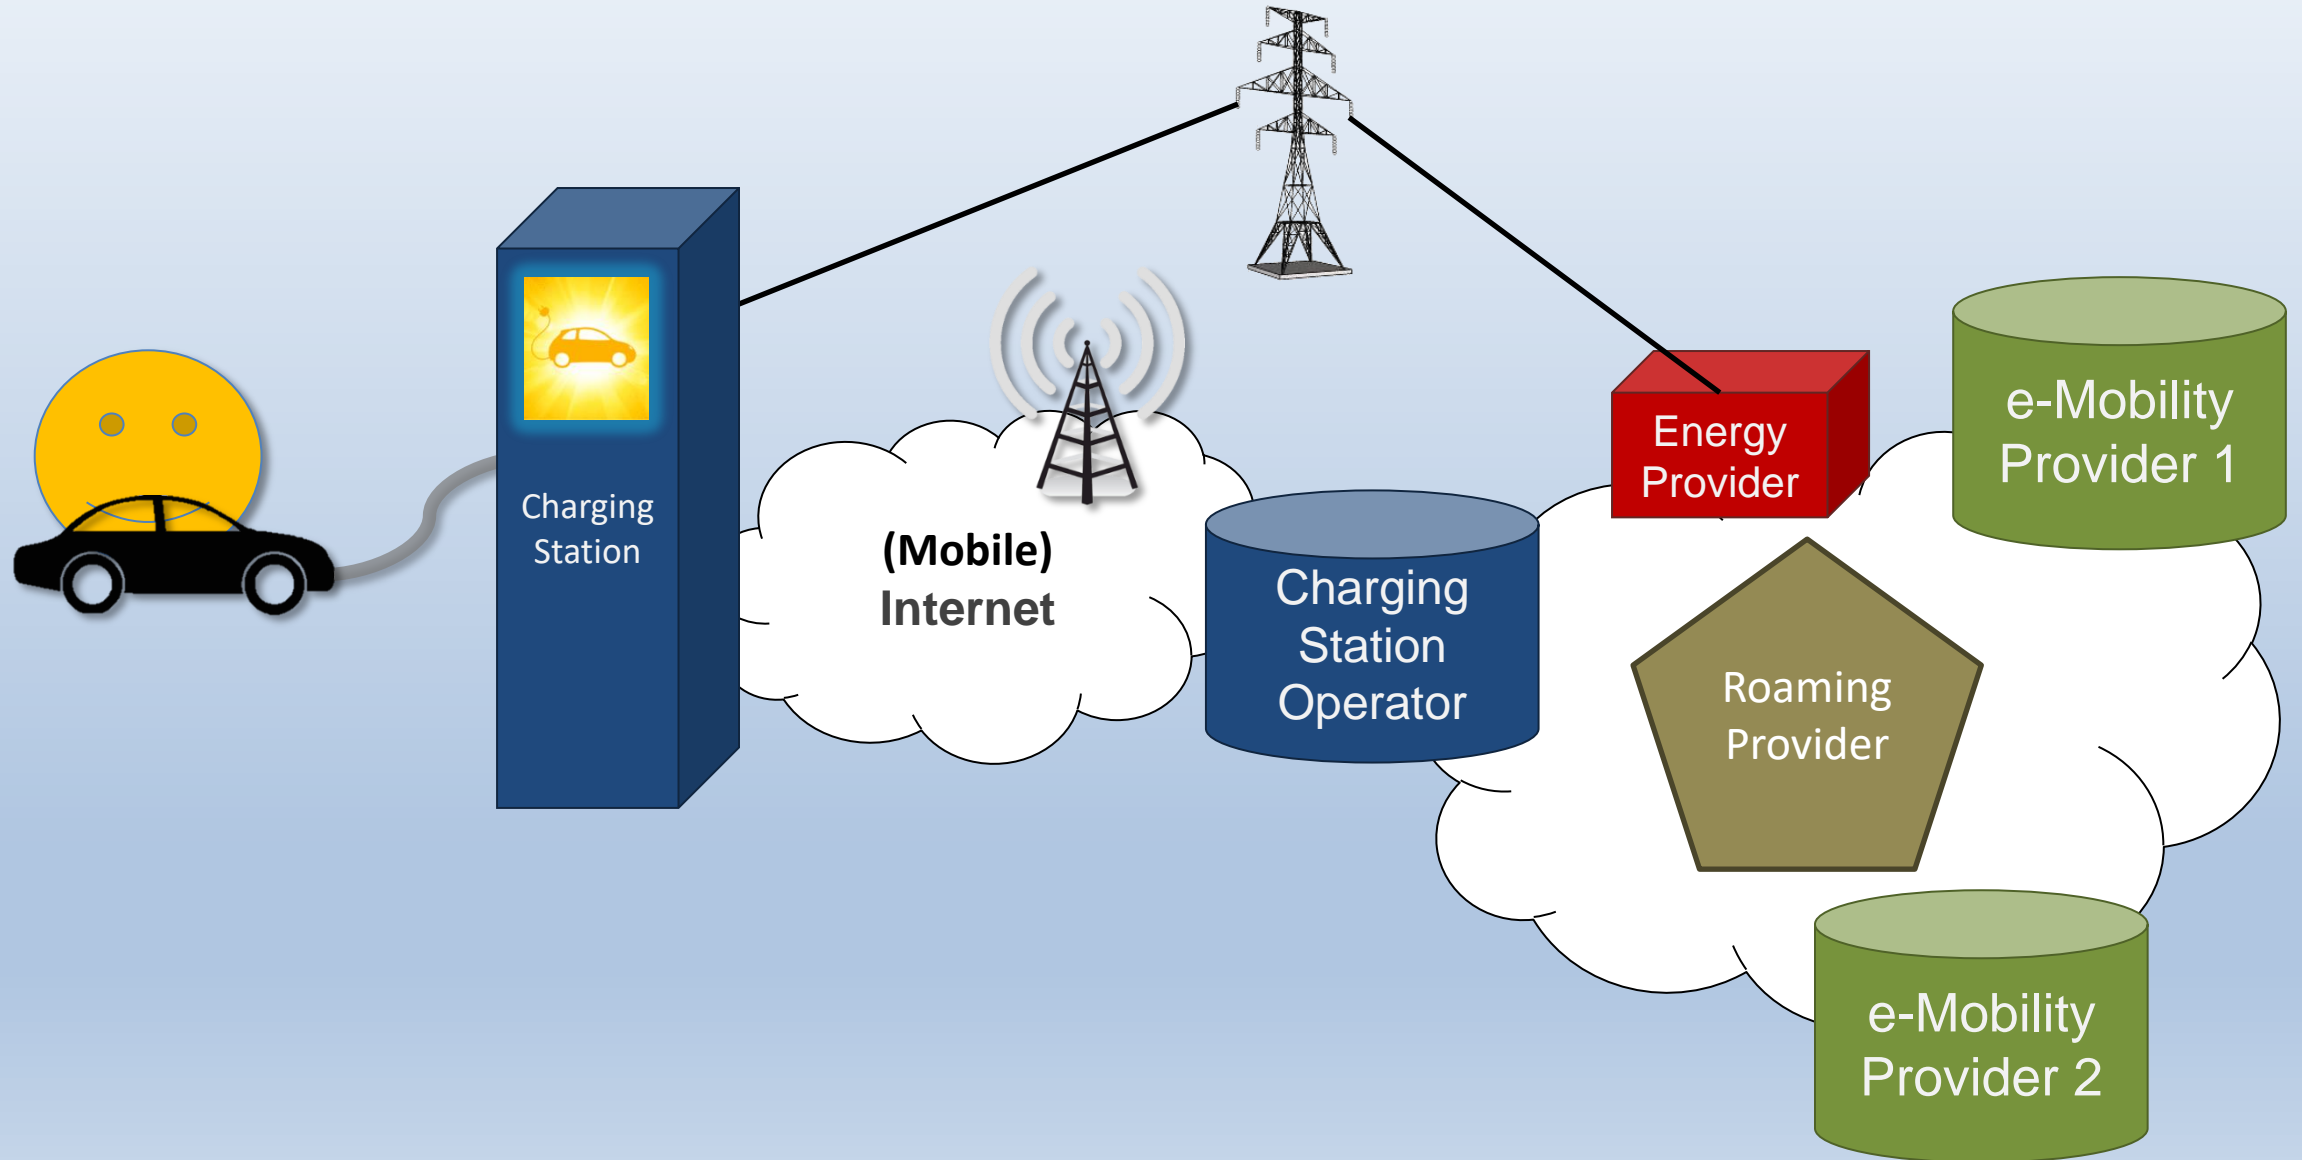 Charging
Station
(Mobile)
Internet
Charging
Station
Operator
Energy
Provider
e-Mobility
Provider 1
Roaming
Provider
e-Mobility
Provider 2